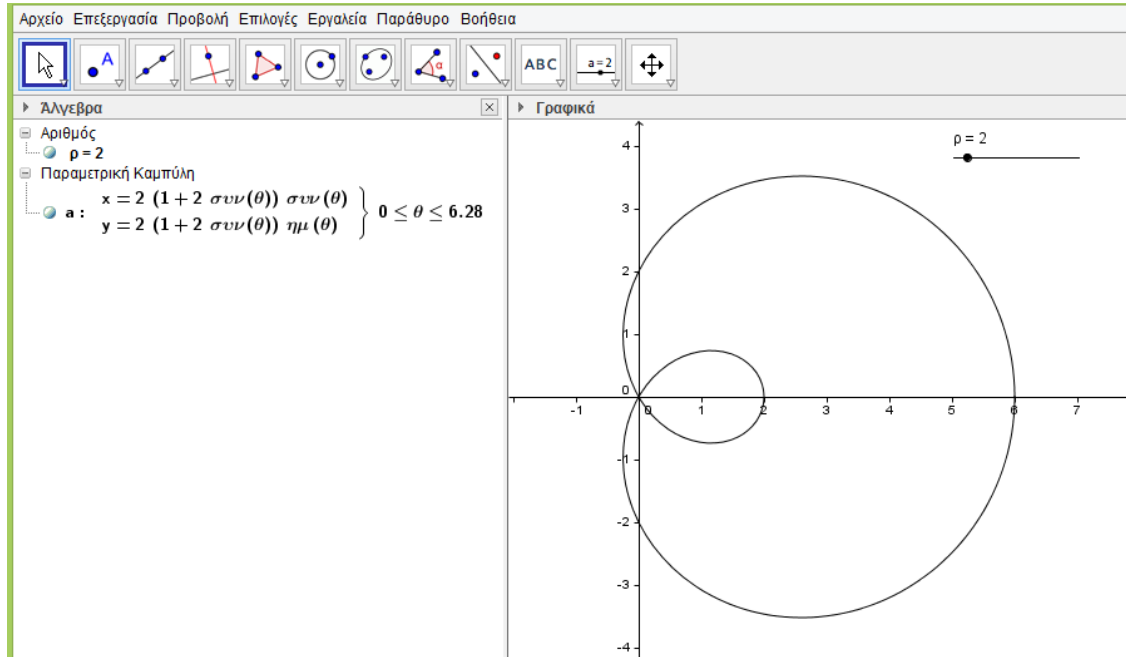 Αρχείο Επεξεργασία Προβολή Επιλογές Εργαλεία Παράθυρο Βοήθεια
A α ABC a=2
Άλγεβρα
Αριθμός
ρ = 2
Παραμετρική Καμπύλη
a : x = 2 (1+2 συν(θ)) συν(θ)
y = 2 (1+2 συν(θ)) ημ (θ) } 0 ≤ θ ≤ 6.28
Γραφικά
ρ = 2
4
3
2
1
0
-1 0 1 2 3 4 5 6 7
-1
-2
-3
-4